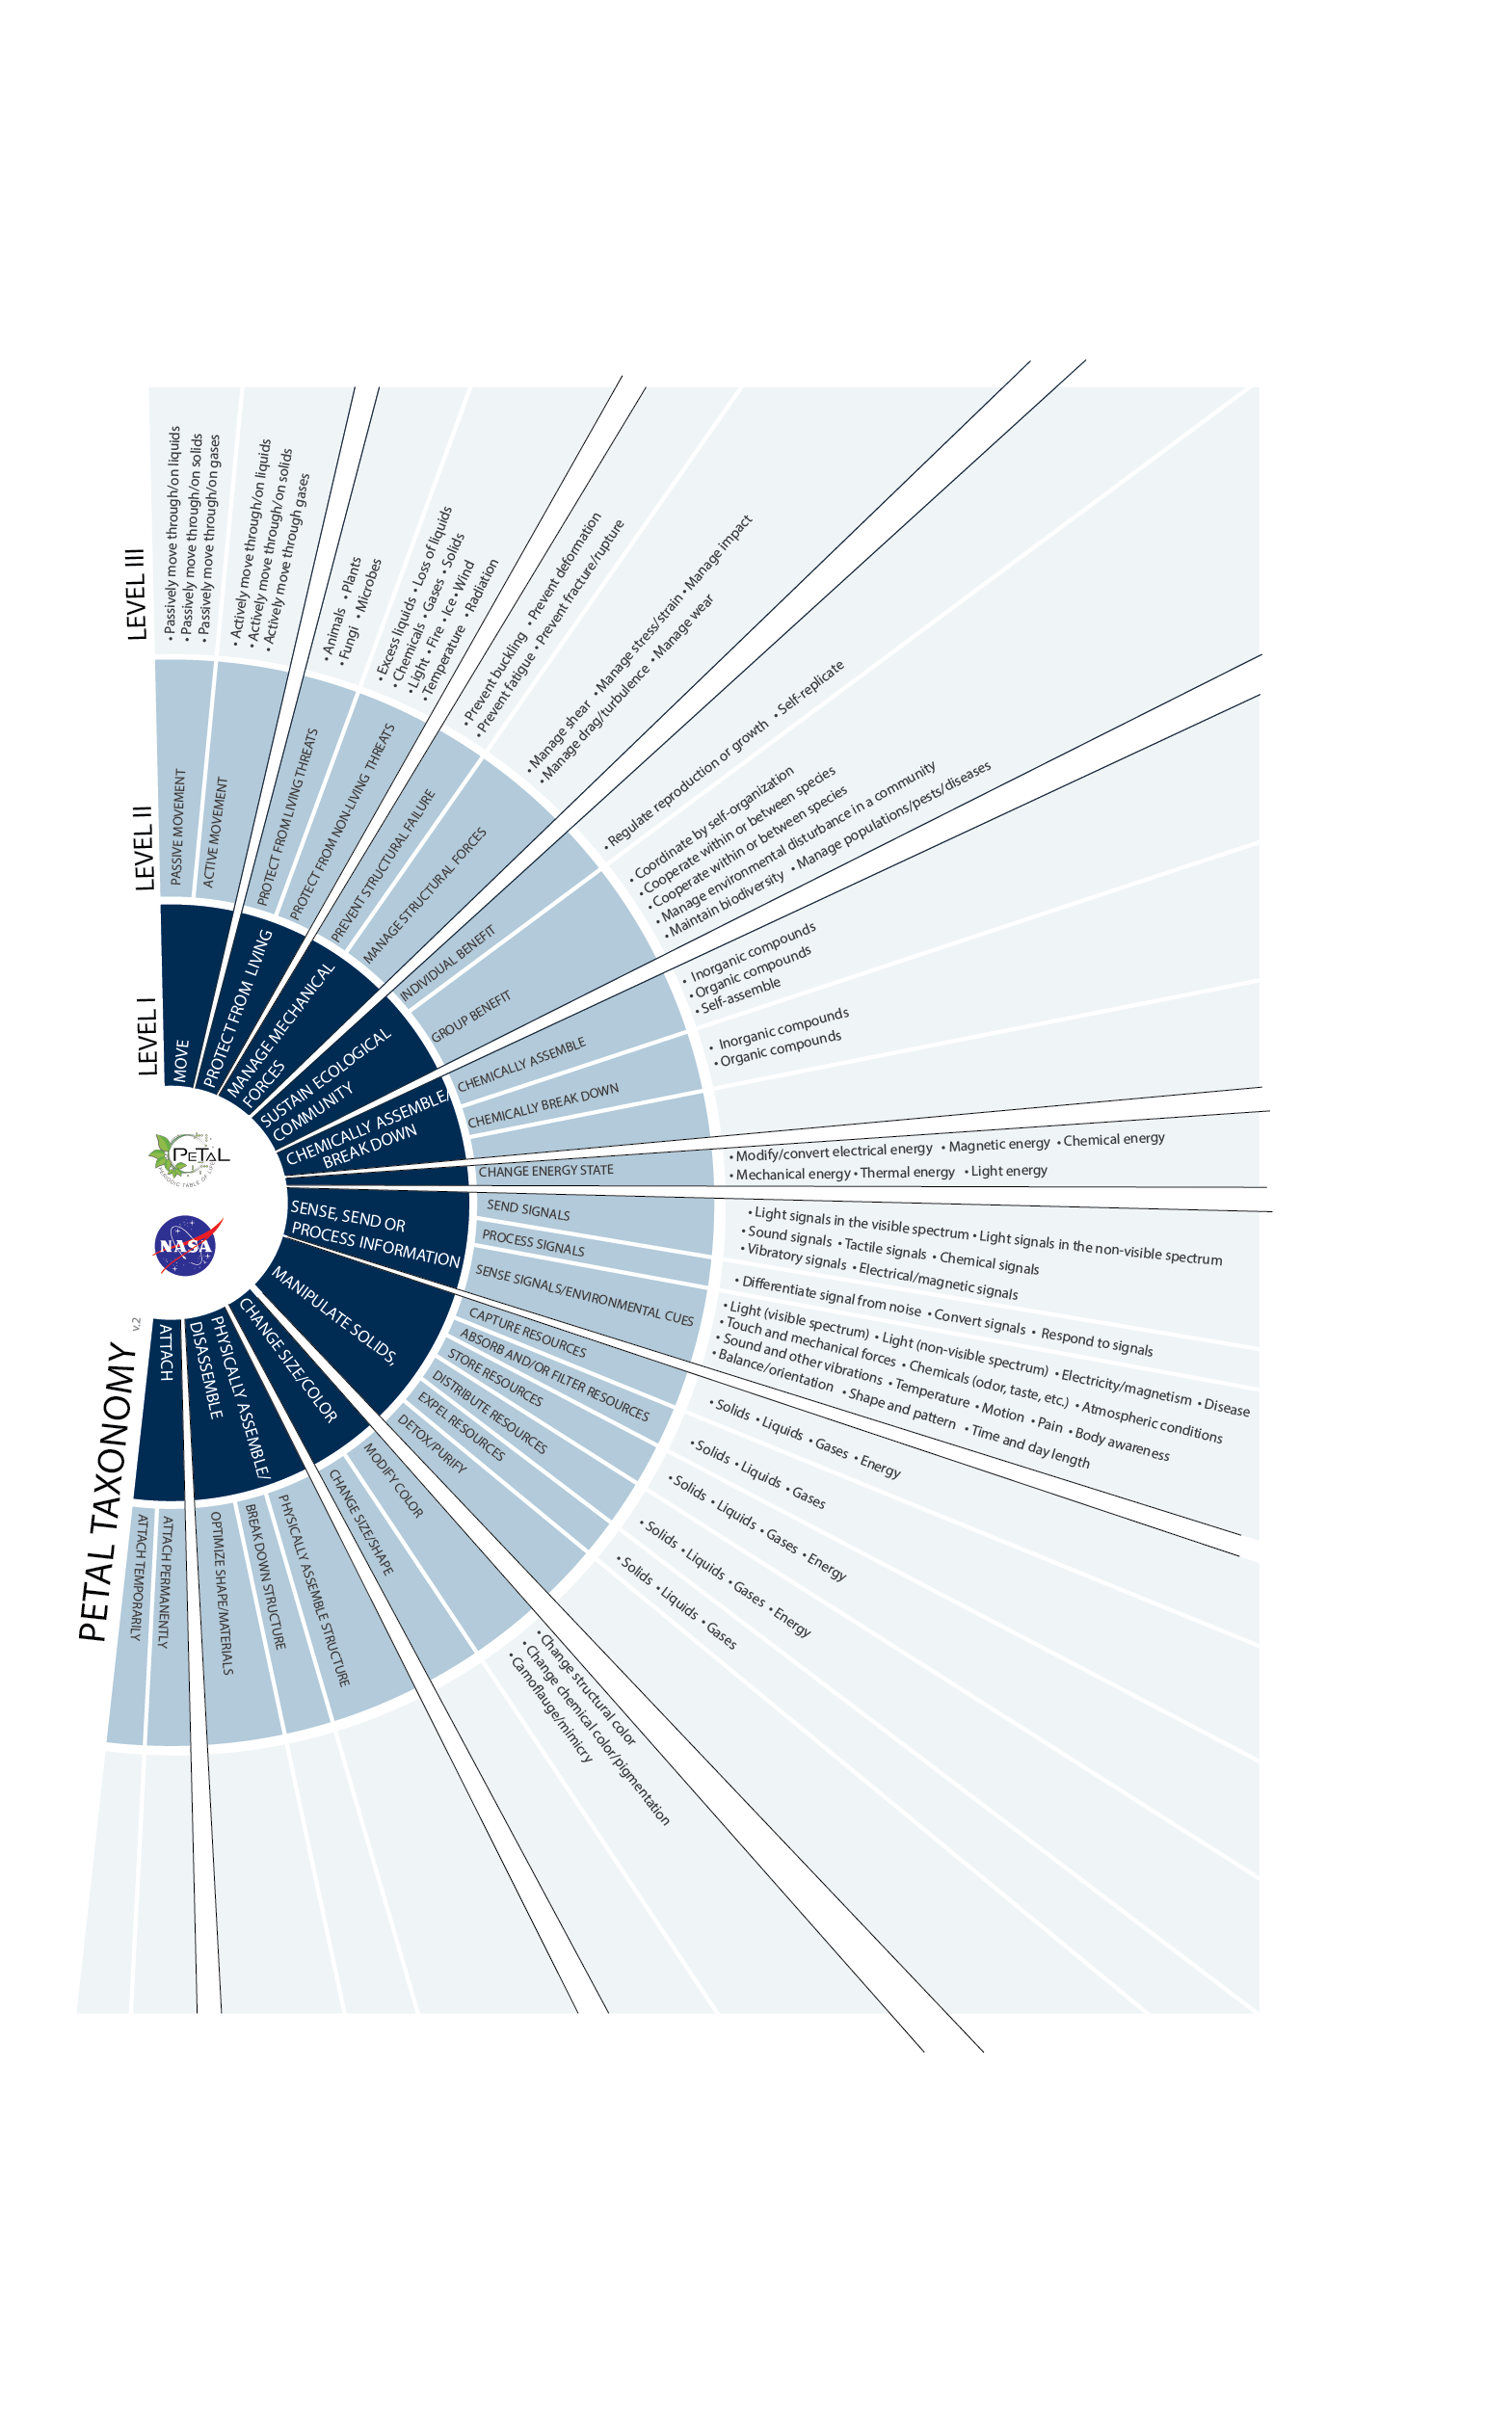 LEVEL III
LEVEL II
LEVEL I
MOVE
PASSIVE MOVEMENT
• Passively move through/on liquids
• Passively move through/on solids
• Passively move through/on gases
ACTIVE MOVEMENT
• Actively move through/on liquids
• Actively move through/on solids
• Actively move through gases
PROTECT FROM LIVING
PROTECT FROM LIVING THREATS
• Animals • Plants
• Fungi • Microbes
PROTECT FROM NON-LIVING THREATS
• Excess liquids • Loss of liquids
• Chemicals • Gases • Solids
• Light • Fire • Ice • Wind
• Temperature • Radiation
MANAGE MECHANICAL
FORCES
PREVENT STRUCTURAL FAILURE
• Prevent buckling • Prevent deformation
• Prevent fatigue • Prevent fracture/rupture
MANAGE STRUCTURAL FORCES
• Manage shear • Manage stress/strain • Manage impact
• Manage drag/turbulence • Manage wear
SUSTAIN ECOLOGICAL
COMMUNITY
INDIVIDUAL BENEFIT
• Regulate reproduction or growth • Self-replicate
GROUP BENEFIT
• Coordinate by self-organization
• Cooperate within or between species
• Cooperate within or between species
• Manage environmental disturbance in a community
• Maintain biodiversity • Manage populations/pests/diseases
CHEMICALLY ASSEMBLE/
BREAK DOWN
CHEMICALLY ASSEMBLE
• Inorganic compounds
• Organic compounds
• Self-assemble
CHEMICALLY BREAK DOWN
• Inorganic compounds
• Organic compounds
CHANGE ENERGY STATE
• Modify/convert electrical energy • Magnetic energy • Chemical energy
• Mechanical energy • Thermal energy • Light energy
SENSE, SEND OR
PROCESS INFORMATION
SEND SIGNALS
• Light signals in the visible spectrum • Light signals in the non-visible spectrum
• Sound signals • Tactile signals • Chemical signals
• Vibratory signals • Electrical/magnetic signals
PROCESS SIGNALS
• Differentiate signal from noise • Convert signals • Respond to signals
SENSE SIGNALS/ENVIRONMENTAL CUES
• Light (visible spectrum) • Light (non-visible spectrum) • Electricity/magnetism • Disease
• Touch and mechanical forces • Chemicals (odor, taste, etc.) • Atmospheric conditions
• Sound and other vibrations • Temperature • Motion • Pain • Body awareness
• Balance/orientation • Shape and pattern • Time and day length
MANIPULATE SOLIDS,
CAPTURE RESOURCES
• Solids • Liquids • Gases • Energy
ABSORB AND/OR FILTER RESOURCES
• Solids • Liquids • Gases
STORE RESOURCES
• Solids • Liquids • Gases • Energy
DISTRIBUTE RESOURCES
• Solids • Liquids • Gases • Energy
EXPEL RESOURCES
• Solids • Liquids • Gases
DETOX/PURIFY
CHANGE SIZE/COLOR
MODIFY COLOR
• Change structural color
• Change chemical color/pigmentation
• Camoflauge/mimicry
CHANGE SIZE/SHAPE
PHYSICALLY ASSEMBLE/
DISASSEMBLE
PHYSICALLY ASSEMBLE STRUCTURE
BREAK DOWN STRUCTURE
OPTIMIZE SHAPE/MATERIALS
ATTACH
ATTACH PERMANENTLY
ATTACH TEMPORARILY
PeTaL
PERIODIC TABLE OF LIFE
NASA
PETAL TAXONOMY
v.2